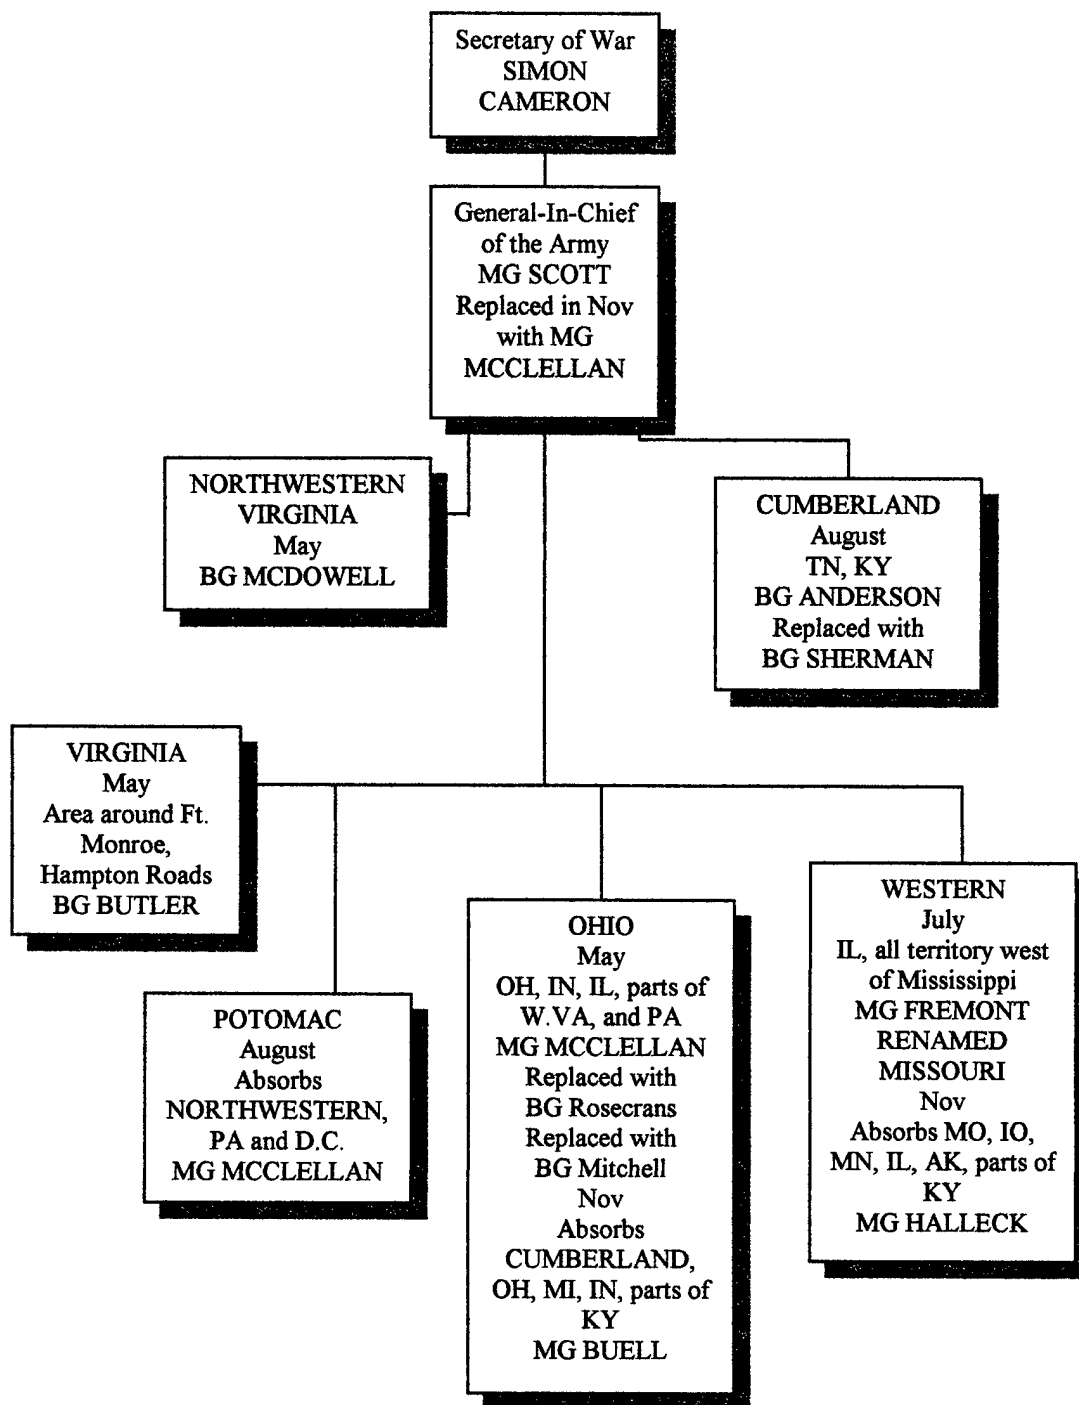 Secretary of War
SIMON
CAMERON
General-In-Chief
of the Army
MG SCOTT
Replaced in Nov
with MG
MCCLELLAN
NORTHWESTERN
VIRGINIA
May
BG MCDOWELL
CUMBERLAND
August
TN, KY
BG ANDERSON
Replaced with
BG SHERMAN
VIRGINIA
May
Area around Ft.
Monroe,
Hampton Roads
BG BUTLER
POTOMAC
August
Absorbs
NORTHWESTERN,
PA and D.C.
MG MCCLELLAN
OHIO
May
OH, IN, IL, parts of
W.VA, and PA
MG MCCLELLAN
Replaced with
BG Rosecrans
Replaced with
BG Mitchell
Nov
Absorbs
CUMBERLAND,
OH, MI, IN, parts of
KY
MG BUELL
WESTERN
July
IL, all territory west
of Mississippi
MG FREMONT
RENAMED
MISSOURI
Nov
Absorbs MO, IO,
MN, IL, AK, parts of
KY
MG HALLECK